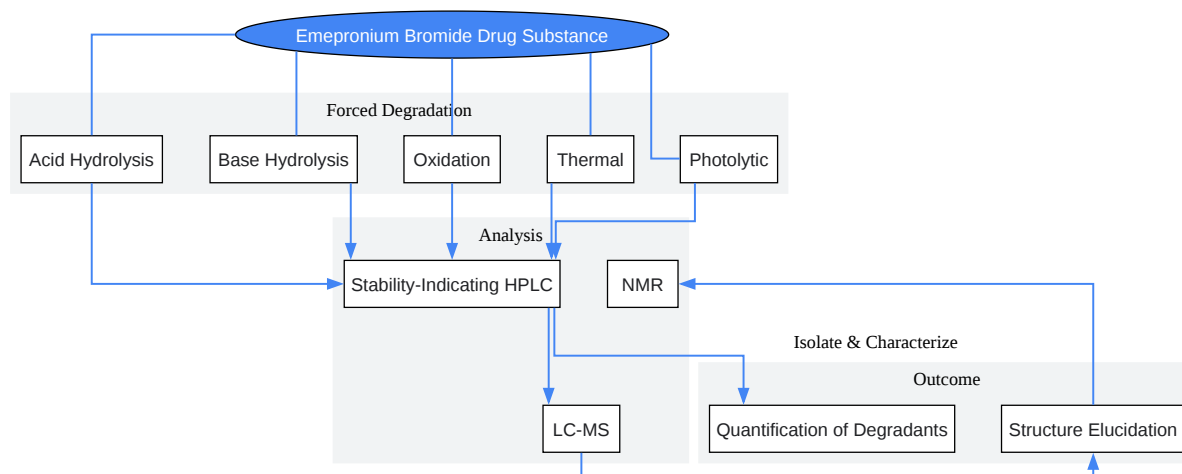 Emepronium Bromide Drug Substance
Forced Degradation
Acid Hydrolysis
Base Hydrolysis
Oxidation
Thermal
Photolytic
Analysis
Stability-Indicating HPLC
NMR
Isolate & Characterize
Outcome
LC-MS
Quantification of Degradants
Structure Elucidation